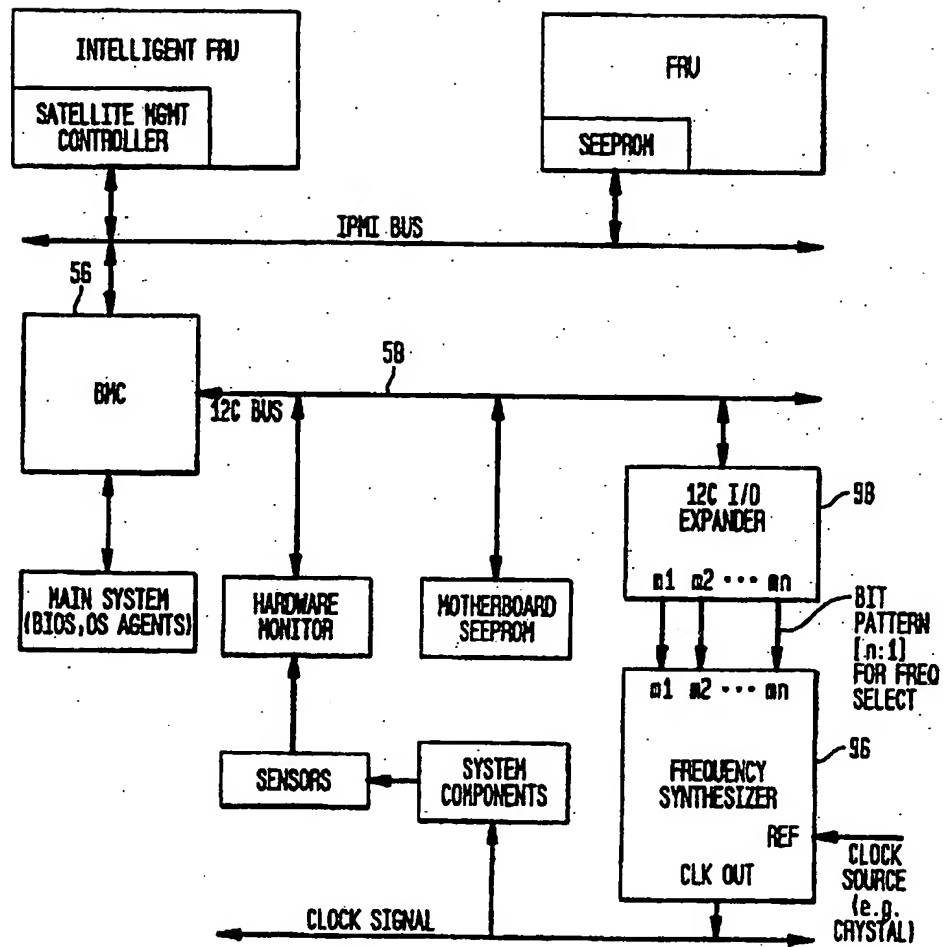 INTELLIGENT FRU
SATELLITE MGMT
CONTROLLER
FRU
SEEPROM
IPMI BUS
56
BMC
58
12C BUS
12C I/O
EXPANDER
98
m1 m2 ••• mn
MAIN SYSTEM
(BIOS,OS AGENTS)
HARDWARE
MONITOR
MOTHERBOARD
SEEPROM
BIT
PATTERN
[n:1]
FOR FREQ
SELECT
m1 m2 ••• mn
96
SENSORS
SYSTEM
COMPONENTS
FREQUENCY
SYNTHESIZER
REF
CLOCK
SOURCE
(e.g.
CRYSTAL)
CLK OUT
CLOCK SIGNAL